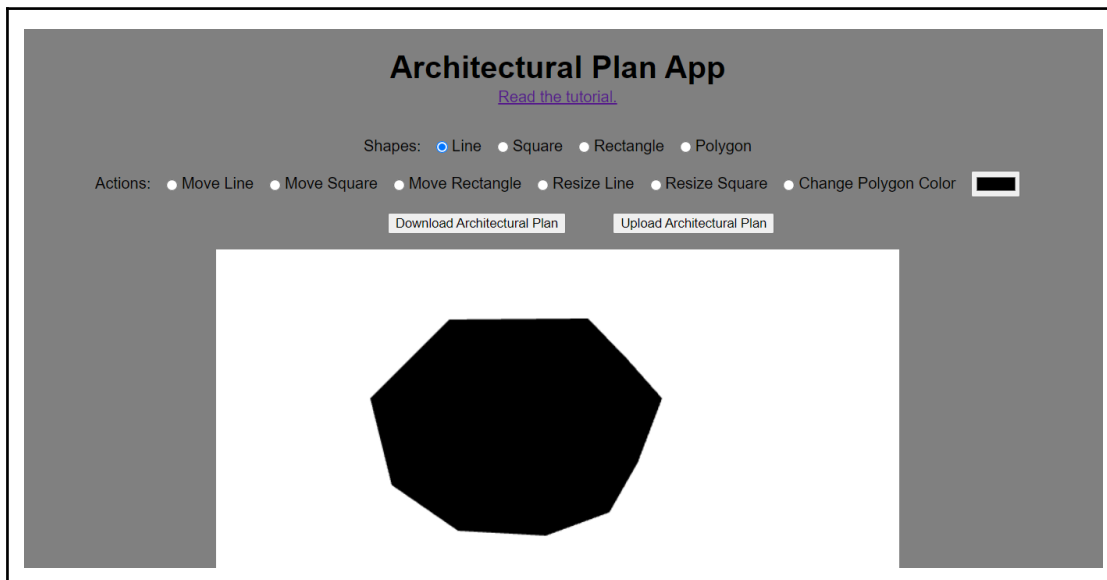 Architectural Plan App
Read the tutorial.
Shapes: Line Square Rectangle Polygon
Actions: Move Line Move Square Move Rectangle Resize Line Resize Square Change Polygon Color
Download Architectural Plan Upload Architectural Plan